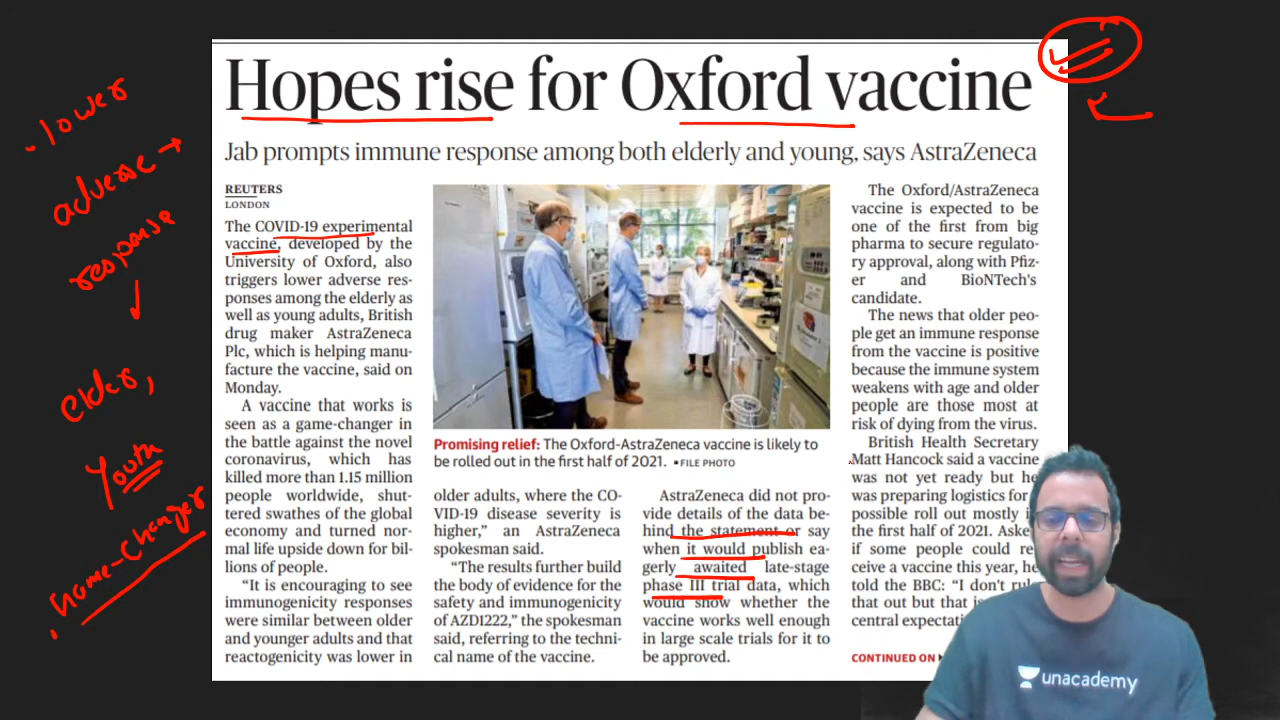 Hopes rise for Oxford vaccine
Jab prompts immune response among both elderly and young, says AstraZeneca
REUTERS
LONDON
The COVID-19 experimental
vaccine, developed by the
University of Oxford, also
triggers lower adverse res-
ponses among the elderly as
well as young adults, British
drug maker AstraZeneca
Plc, which is helping manu-
facture the vaccine, said on
Monday.
A vaccine that works is
seen as a game-changer in
the battle against the novel
coronavirus, which has
killed more than 1.15 million
people worldwide, shut-
tered swathes of the global
economy and turned nor-
mal life upside down for bil-
lions of people.
“It is encouraging to see
immunogenicity responses
were similar between older
and younger adults and that
reactogenicity was lower in
Promising relief: The Oxford-AstraZeneca vaccine is likely to
be rolled out in the first half of 2021. ▪FILE PHOTO
older adults, where the CO-
VID-19 disease severity is
higher,” an AstraZeneca
spokesman said.
“The results further build
the body of evidence for the
safety and immunogenicity
of AZD1222,” the spokesman
said, referring to the techni-
cal name of the vaccine.
AstraZeneca did not pro-
vide details of the data be-
hind the statement or say
when it would publish ea-
gerly awaited late-stage
phase III trial data, which
would show whether the
vaccine works well enough
in large scale trials for it to
be approved.
The Oxford/AstraZeneca
vaccine is expected to be
one of the first from big
pharma to secure regulato-
ry approval, along with Pfiz-
er and BioNTech's
candidate.
The news that older peo-
ple get an immune response
from the vaccine is positive
because the immune system
weakens with age and older
people are those most at
risk of dying from the virus.
British Health Secretary
Matt Hancock said a vaccine
was not yet ready but he
was preparing logistics for
possible roll out mostly
the first half of 2021. Aske
if some people could re
ceive a vaccine this year, he
told the BBC: “I don't rul
that out but that is
central expectati
CONTINUED ON
lower
adverse
response
elder,
Youth
unacademy